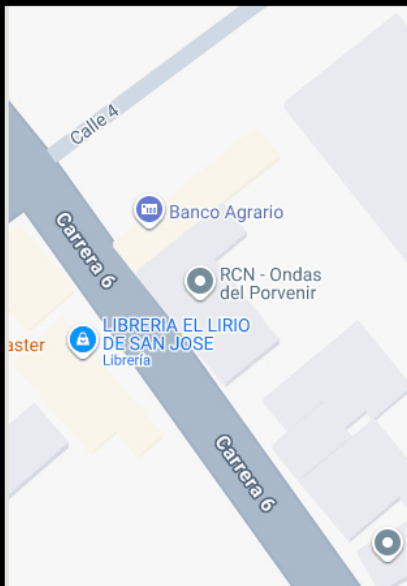 Calle 4
Banco Agrario
Carrera 6
RCN - Ondas
del Porvenir
LIBRERIA EL LIRIO
DE SAN JOSE
Librería
aster
Carrera 6